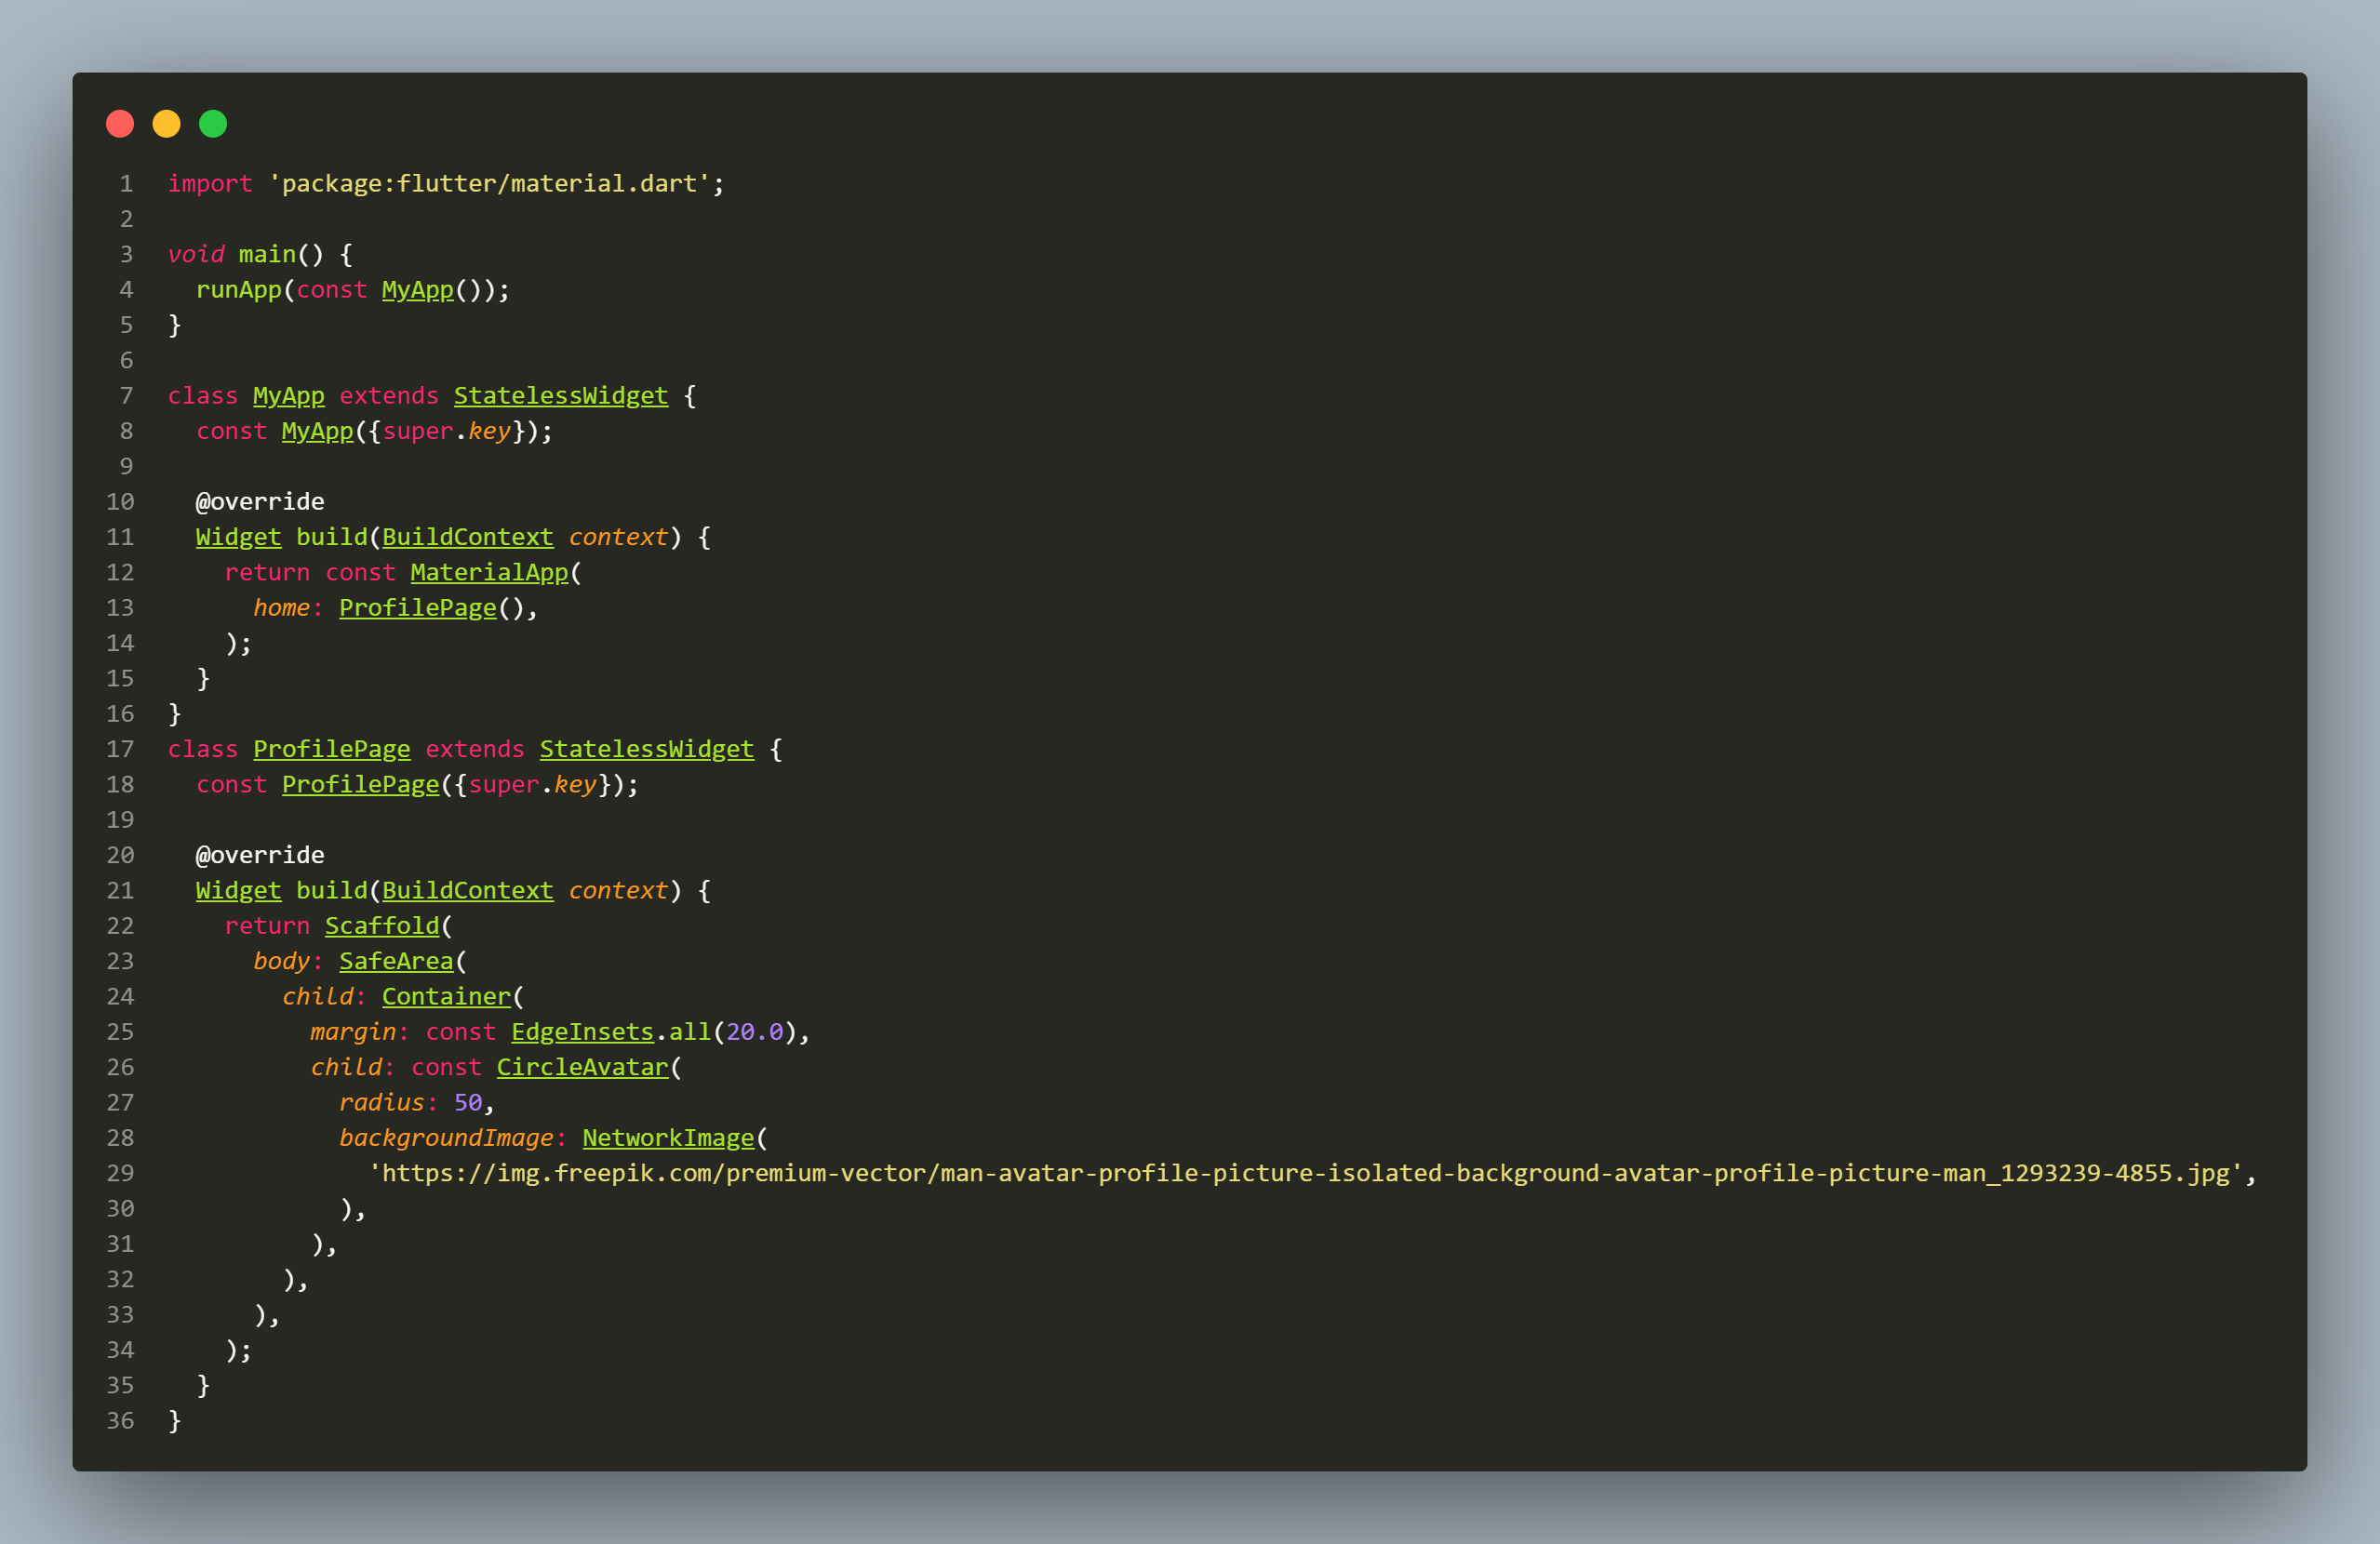 1 import 'package:flutter/material.dart';
2
3 void main() {
4   runApp(const MyApp());
5 }
6
7 class MyApp extends StatelessWidget {
8   const MyApp({super.key});
9
10   @override
11   Widget build(BuildContext context) {
12     return const MaterialApp(
13       home: ProfilePage(),
14     );
15   }
16 }
17 class ProfilePage extends StatelessWidget {
18   const ProfilePage({super.key});
19
20   @override
21   Widget build(BuildContext context) {
22     return Scaffold(
23       body: SafeArea(
24         child: Container(
25           margin: const EdgeInsets.all(20.0),
26           child: const CircleAvatar(
27             radius: 50,
28             backgroundImage: NetworkImage(
29               'https://img.freepik.com/premium-vector/man-avatar-profile-picture-isolated-background-avatar-profile-picture-man_1293239-4855.jpg',
30             ),
31           ),
32         ),
33       ),
34     );
35   }
36 }